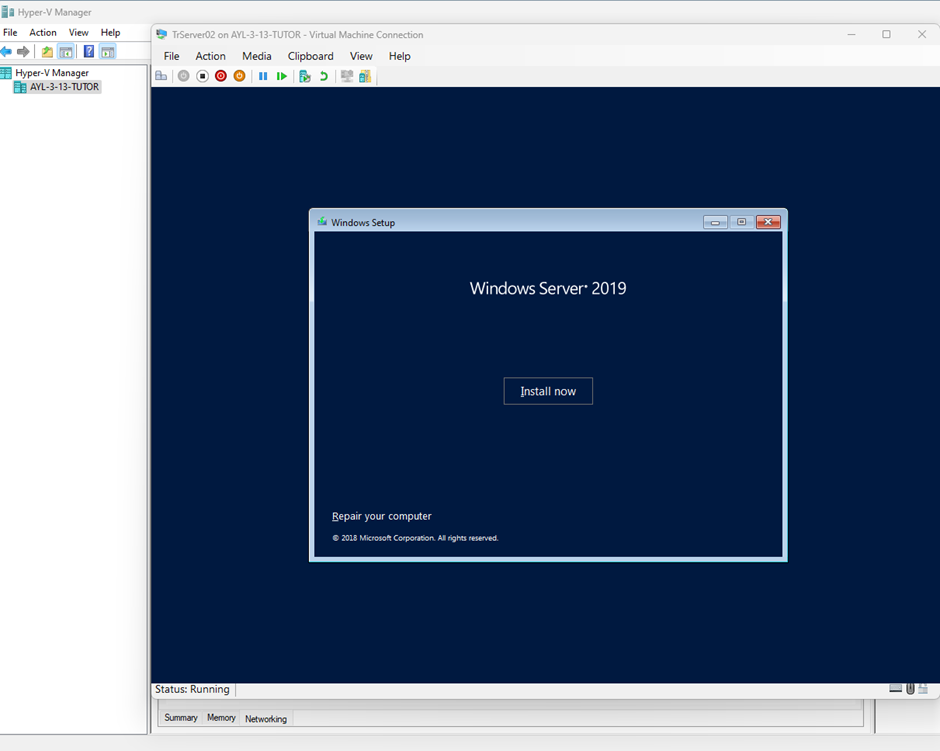 Hyper-V Manager
File Action View Help
Hyper-V Manager
AYL-3-13-TUTOR
TrServer02 on AYL-3-13-TUTOR - Virtual Machine Connection
File Action Media Clipboard View Help
Windows Setup
Windows Server® 2019
Install now
Repair your computer
© 2018 Microsoft Corporation. All rights reserved.
Status: Running
Summary Memory Networking